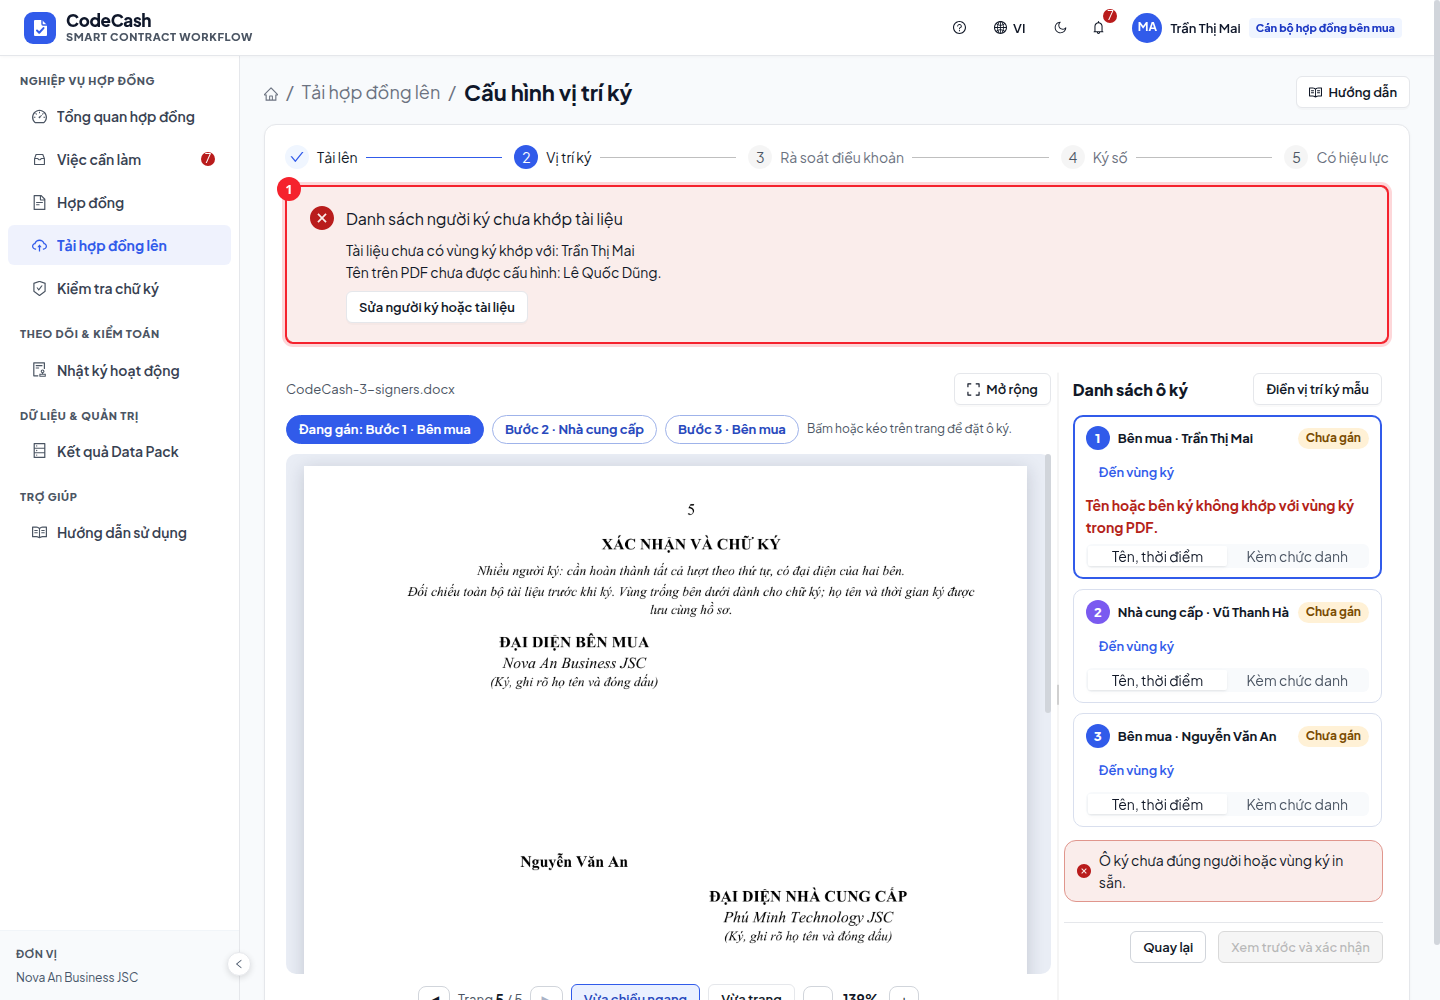 CodeCash
SMART CONTRACT WORKFLOW
VI
7
MA
Trần Thị Mai
Cán bộ hợp đồng bên mua
NGHIỆP VỤ HỢP ĐỒNG
Tổng quan hợp đồng
Việc cần làm
7
Hợp đồng
Tải hợp đồng lên
Kiểm tra chữ ký
THEO DÕI & KIỂM TOÁN
Nhật ký hoạt động
DỮ LIỆU & QUẢN TRỊ
Kết quả Data Pack
TRỢ GIÚP
Hướng dẫn sử dụng
ĐƠN VỊ
Nova An Business JSC
/ Tải hợp đồng lên / Cấu hình vị trí ký
Hướng dẫn
Tải lên
2 Vị trí ký
3 Rà soát điều khoản
4 Ký số
5 Có hiệu lực
1
Danh sách người ký chưa khớp tài liệu
Tài liệu chưa có vùng ký khớp với: Trần Thị Mai
Tên trên PDF chưa được cấu hình: Lê Quốc Dũng.
Sửa người ký hoặc tài liệu
CodeCash-3-signers.docx
Mở rộng
Đang gán: Bước 1 · Bên mua
Bước 2 · Nhà cung cấp
Bước 3 · Bên mua
Bấm hoặc kéo trên trang để đặt ô ký.
5
XÁC NHẬN VÀ CHỮ KÝ
Nhiều người ký: cần hoàn thành tất cả lượt theo thứ tự, có đại diện của hai bên.
Đối chiếu toàn bộ tài liệu trước khi ký. Vùng trống bên dưới dành cho chữ ký; họ tên và thời gian ký được
lưu cùng hồ sơ.
ĐẠI DIỆN BÊN MUA
Nova An Business JSC
(Ký, ghi rõ họ tên và đóng dấu)
Nguyễn Văn An
ĐẠI DIỆN NHÀ CUNG CẤP
Phú Minh Technology JSC
(Ký, ghi rõ họ tên và đóng dấu)
Trang 5 / 5
Vừa chiều ngang
Vừa trang
139%
Danh sách ô ký
Điền vị trí ký mẫu
1 Bên mua · Trần Thị Mai
Chưa gán
Đến vùng ký
Tên hoặc bên ký không khớp với vùng ký
trong PDF.
Tên, thời điểm
Kèm chức danh
2 Nhà cung cấp · Vũ Thanh Hà
Chưa gán
Đến vùng ký
Tên, thời điểm
Kèm chức danh
3 Bên mua · Nguyễn Văn An
Chưa gán
Đến vùng ký
Tên, thời điểm
Kèm chức danh
Ô ký chưa đúng người hoặc vùng ký in
sẵn.
Quay lại
Xem trước và xác nhận